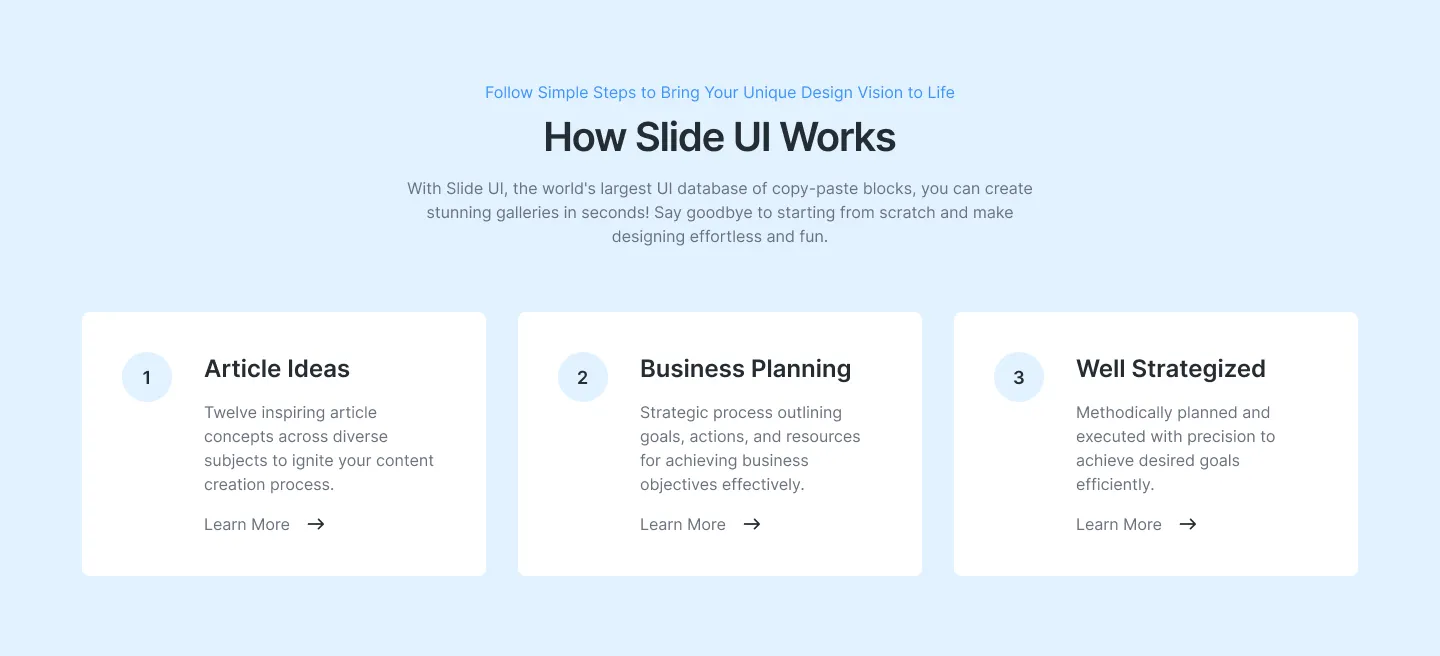 Follow Simple Steps to Bring Your Unique Design Vision to Life
How Slide UI Works
With Slide UI, the world's largest UI database of copy-paste blocks, you can create
stunning galleries in seconds! Say goodbye to starting from scratch and make
designing effortless and fun.
1
Article Ideas
Twelve inspiring article
concepts across diverse
subjects to ignite your content
creation process.
Learn More
2
Business Planning
Strategic process outlining
goals, actions, and resources
for achieving business
objectives effectively.
Learn More
3
Well Strategized
Methodically planned and
executed with precision to
achieve desired goals
efficiently.
Learn More